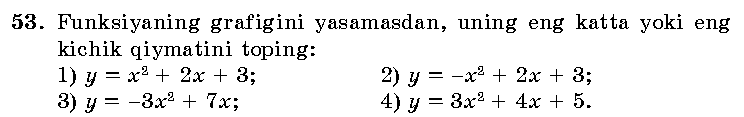 53. Funksiyaning grafigini yasamasdan, uning eng katta yoki eng
kichik qiymatini toping:
1) y = x² + 2x + 3; 2) y = –x² + 2x + 3;
3) y = –3x² + 7x; 4) y = 3x² + 4x + 5.